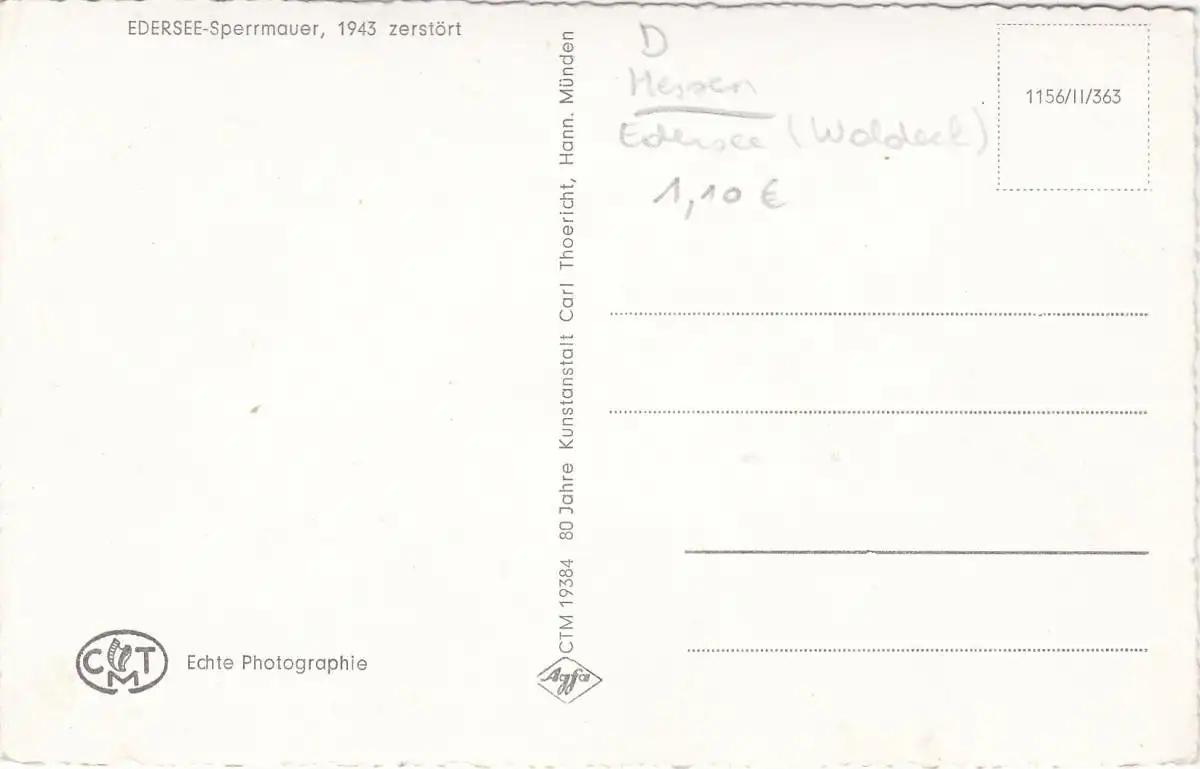 EDERSEE-Sperrmauer, 1943 zerstört
CTM 19384 80 Jahre Kunstanstalt Carl Thoericht, Hann. Münden
D
Hessen
Edersee (Waldeck)
1,10 €
1156/II/363
CTM Echte Photographie
Agfa